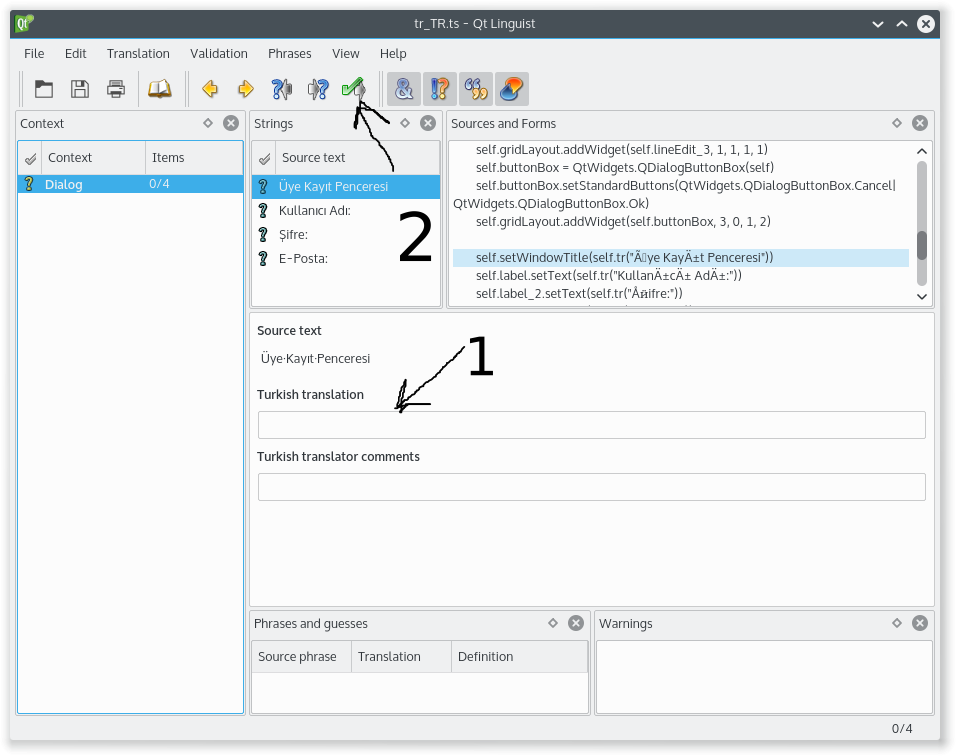 tr_TR.ts - Qt Linguist
File Edit Translation Validation Phrases View Help
Context
Context Items
Dialog 0/4
Strings
Source text
Üye Kayıt Penceresi
Kullanıcı Adı:
Şifre:
E-Posta:
2
Sources and Forms
self.gridLayout.addWidget(self.lineEdit_3, 1, 1, 1, 1)
self.buttonBox = QtWidgets.QDialogButtonBox(self)
self.buttonBox.setStandardButtons(QtWidgets.QDialogButtonBox.Cancel|
QtWidgets.QDialogButtonBox.Ok)
self.gridLayout.addWidget(self.buttonBox, 3, 0, 1, 2)
self.setWindowTitle(self.tr("Ãye KayÄ±t Penceresi"))
self.label.setText(self.tr("KullanÄ±cÄ± AdÄ±:"))
self.label_2.setText(self.tr("Åifre:"))
Source text
Üye·Kayıt·Penceresi
1
Turkish translation
Turkish translator comments
Phrases and guesses
Source phrase Translation Definition
Warnings
0/4